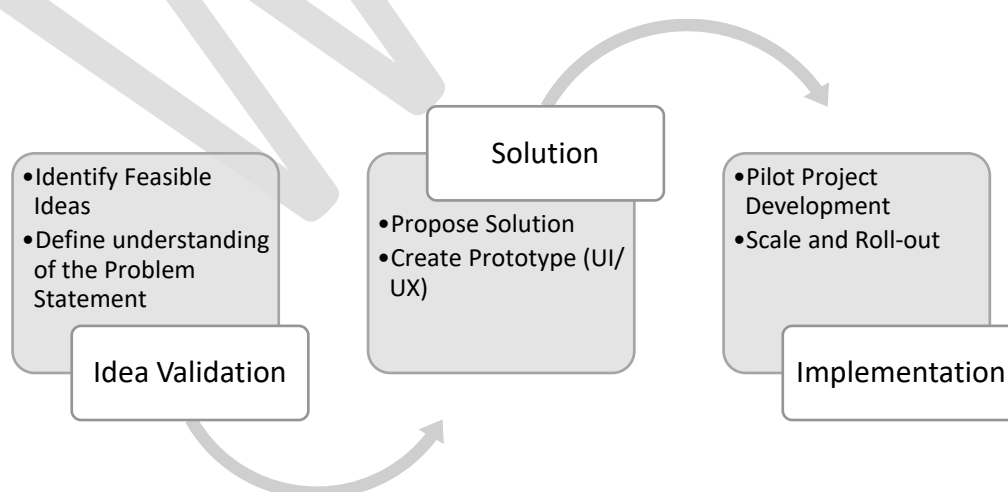 •Identify Feasible
Ideas
•Define understanding
of the Problem
Statement
Idea Validation
Solution
•Propose Solution
•Create Prototype (UI/
UX)
•Pilot Project
Development
•Scale and Roll-out
Implementation